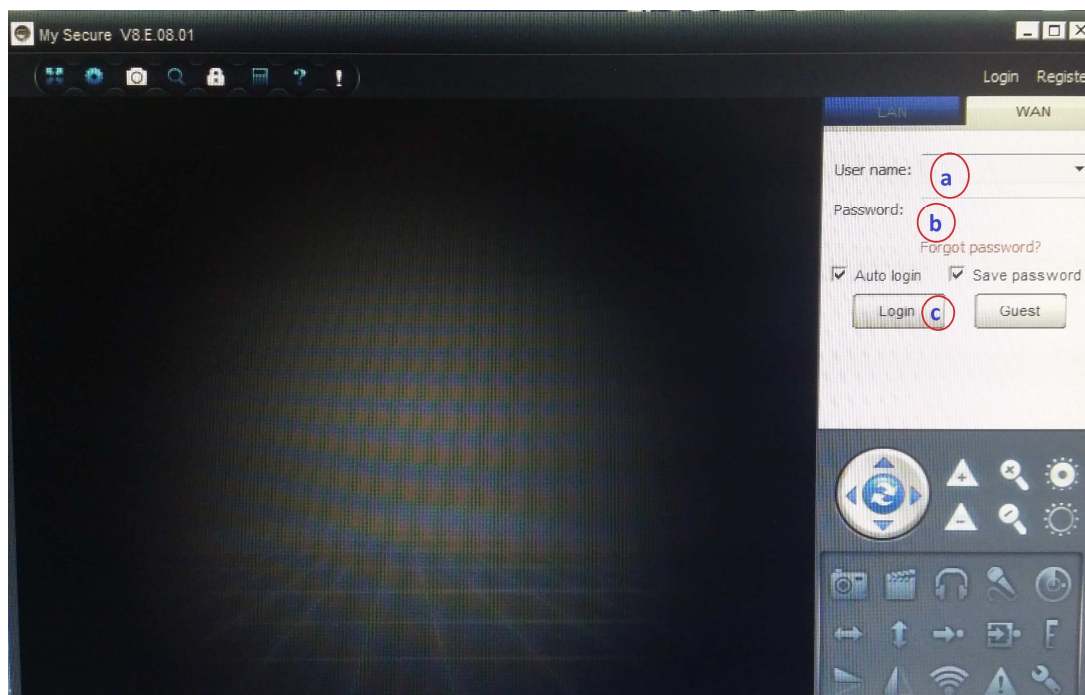 My Secure V8.E.08.01
Login Registe
LAN WAN
User name: a
Password: b
Forgot password?
Auto login Save password
Login c Guest